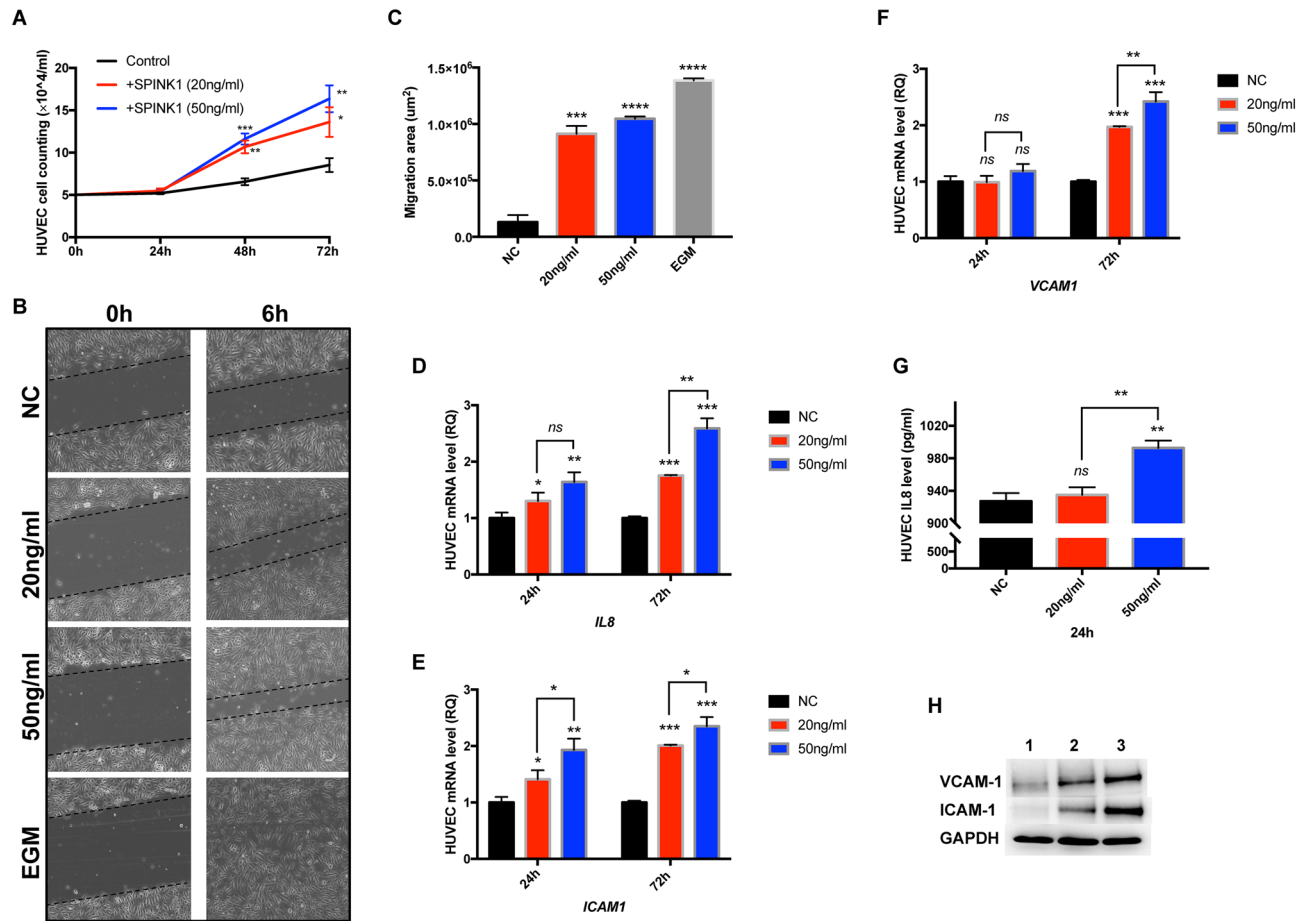 A
Control
+SPINK1 (20ng/ml)
+SPINK1 (50ng/ml)
HUVEC cell counting (×10^4/ml)
20
15
10
5
0
***
**
**
*
0h 24h 48h 72h
B
0h 6h
NC
20ng/ml
50ng/ml
EGM
C
Migration area (um²)
1.5×10⁶
1.0×10⁶
5.0×10⁵
0.0
*** **** ****
NC 20ng/ml 50ng/ml EGM
D
HUVEC mRNA level (RQ)
3
2
1
0
ns
* **
**
*** ***
24h 72h
IL8
NC
20ng/ml
50ng/ml
E
HUVEC mRNA level (RQ)
3
2
1
0
*
* **
*
*** ***
24h 72h
ICAM1
NC
20ng/ml
50ng/ml
F
HUVEC mRNA level (RQ)
3
2
1
0
ns
ns ns
**
*** ***
24h 72h
VCAM1
NC
20ng/ml
50ng/ml
G
HUVEC IL8 level (pg/ml)
1020
980
940
900
500
0
**
ns **
NC 20ng/ml 50ng/ml
24h
H
1 2 3
VCAM-1
ICAM-1
GAPDH